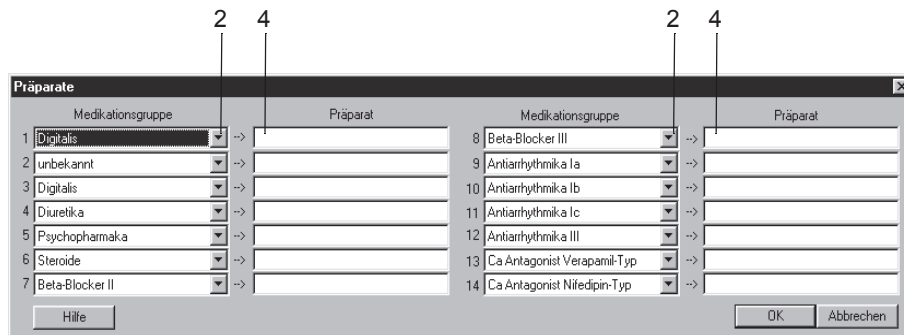 2 4 2 4
Präparate
Medikationsgruppe Präparat Medikationsgruppe Präparat
1 Digitalis --> 8 Beta-Blocker III -->
2 unbekannt --> 9 Antiarrhythmika Ia -->
3 Digitalis --> 10 Antiarrhythmika Ib -->
4 Diuretika --> 11 Antiarrhythmika Ic -->
5 Psychopharmaka --> 12 Antiarrhythmika III -->
6 Steroide --> 13 Ca Antagonist Verapamil-Typ -->
7 Beta-Blocker II --> 14 Ca Antagonist Nifedipin-Typ -->
Hilfe OK Abbrechen